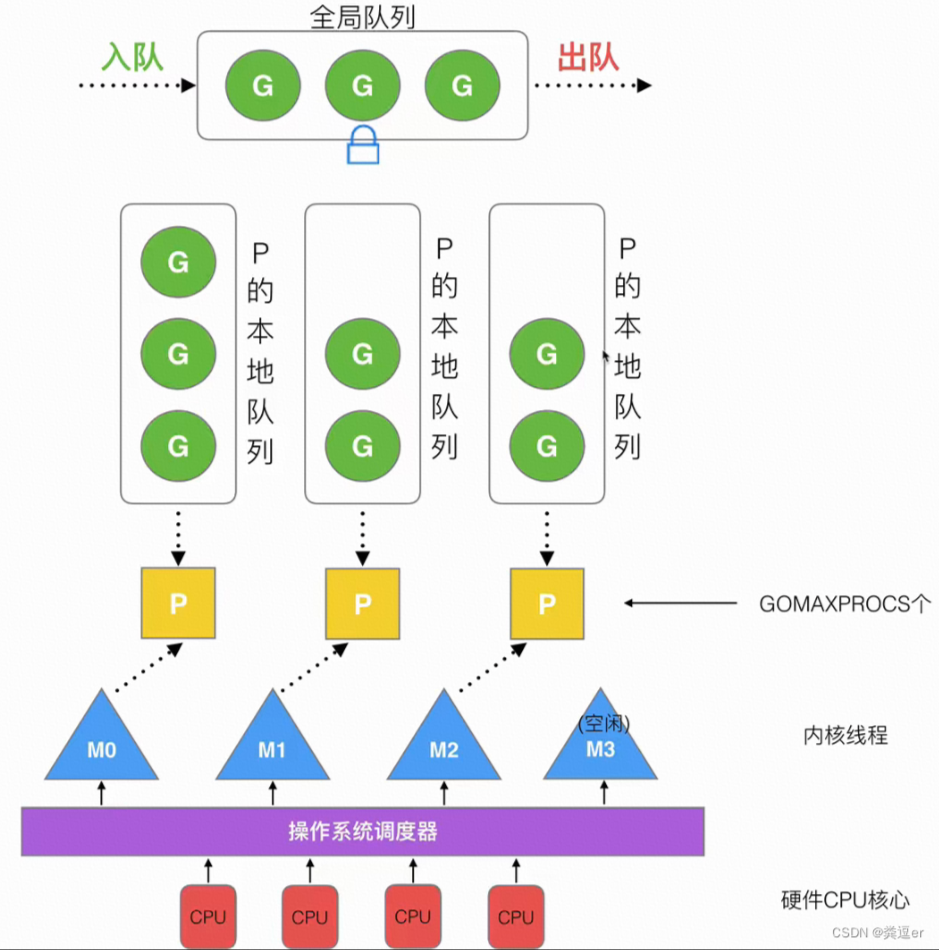 全局队列
入队
出队
G G G
G
G
G
P的本地队列
G
G
P的本地队列
G
G
P的本地队列
P P P
GOMAXPROCS个
M0 M1 M2
(空闲)
M3
内核线程
操作系统调度器
CPU CPU CPU CPU
硬件CPU核心
CSDN @粪逗er